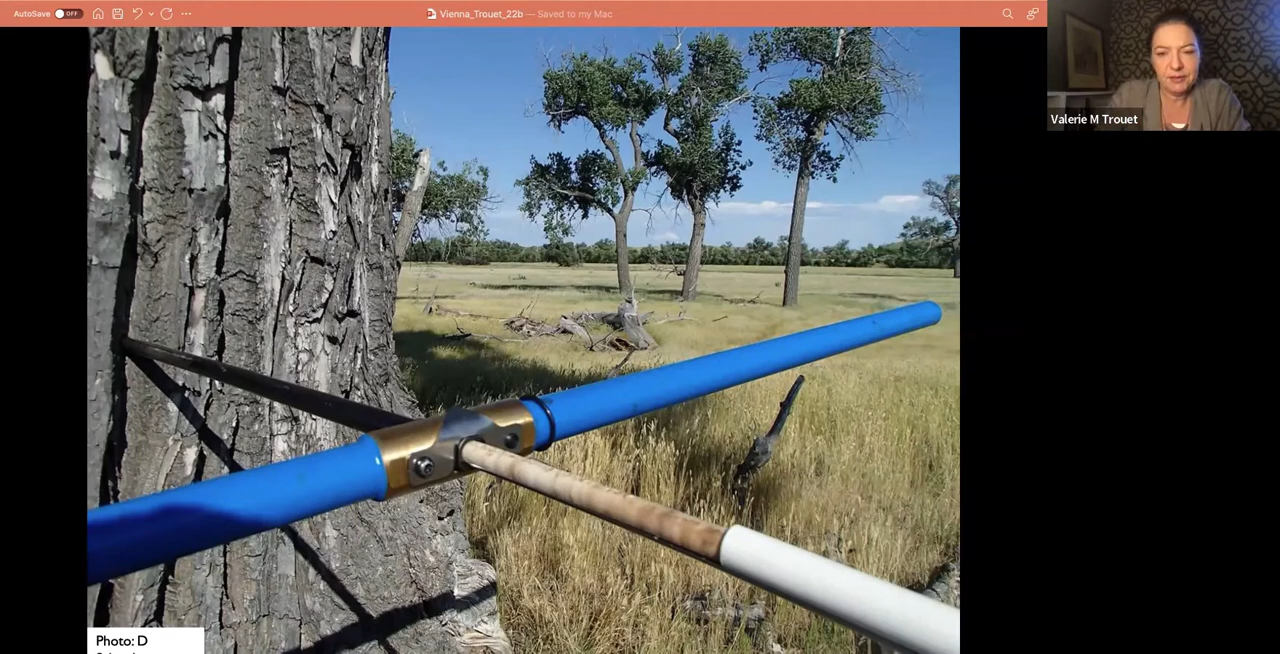 AutoSave OFF
Vienna_Trouet_22b — Saved to my Mac
Valerie M Trouet
Photo: D